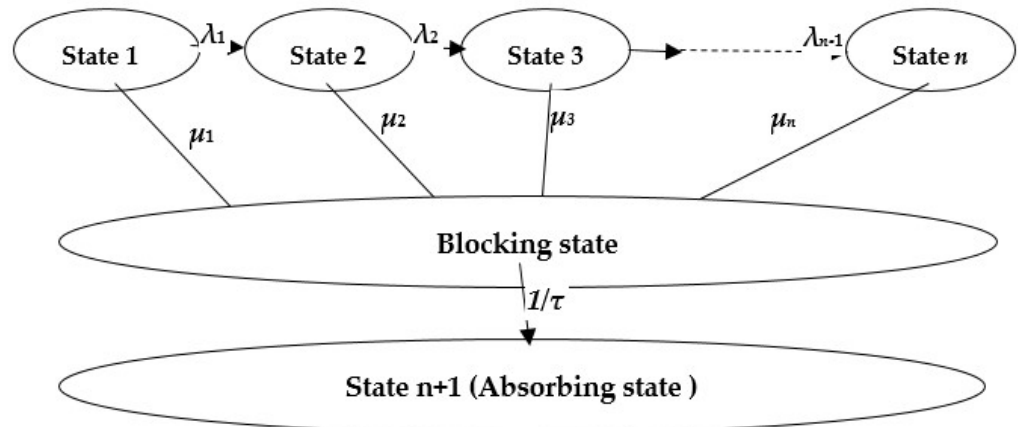 State 1 λ1 State 2 λ2 State 3 λn-1 State n
μ1 μ2 μ3 μn
Blocking state
1/τ
State n+1 (Absorbing state )